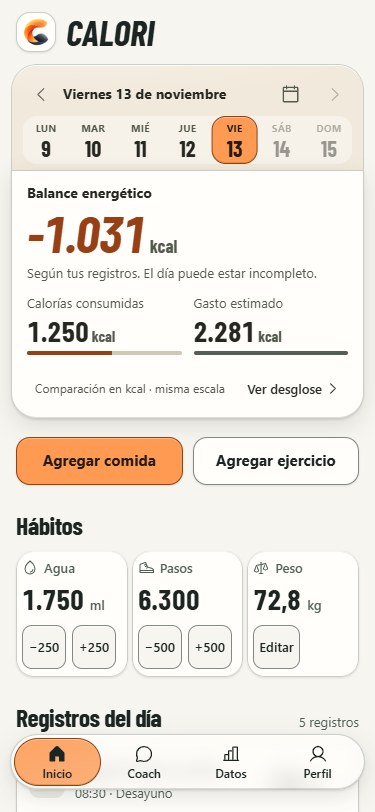 CALORI
Viernes 13 de noviembre
LUN MAR MIÉ JUE VIE SÁB DOM
9 10 11 12 13 14 15
Balance energético
-1.031 kcal
Según tus registros. El día puede estar incompleto.
Calorías consumidas Gasto estimado
1.250 kcal 2.281 kcal
Comparación en kcal · misma escala Ver desglose
Agregar comida Agregar ejercicio
Hábitos
Agua Pasos Peso
1.750 ml 6.300 72,8 kg
−250 +250 −500 +500 Editar
Registros del día 5 registros
Inicio Coach Datos Perfil
08:30 · Desayuno